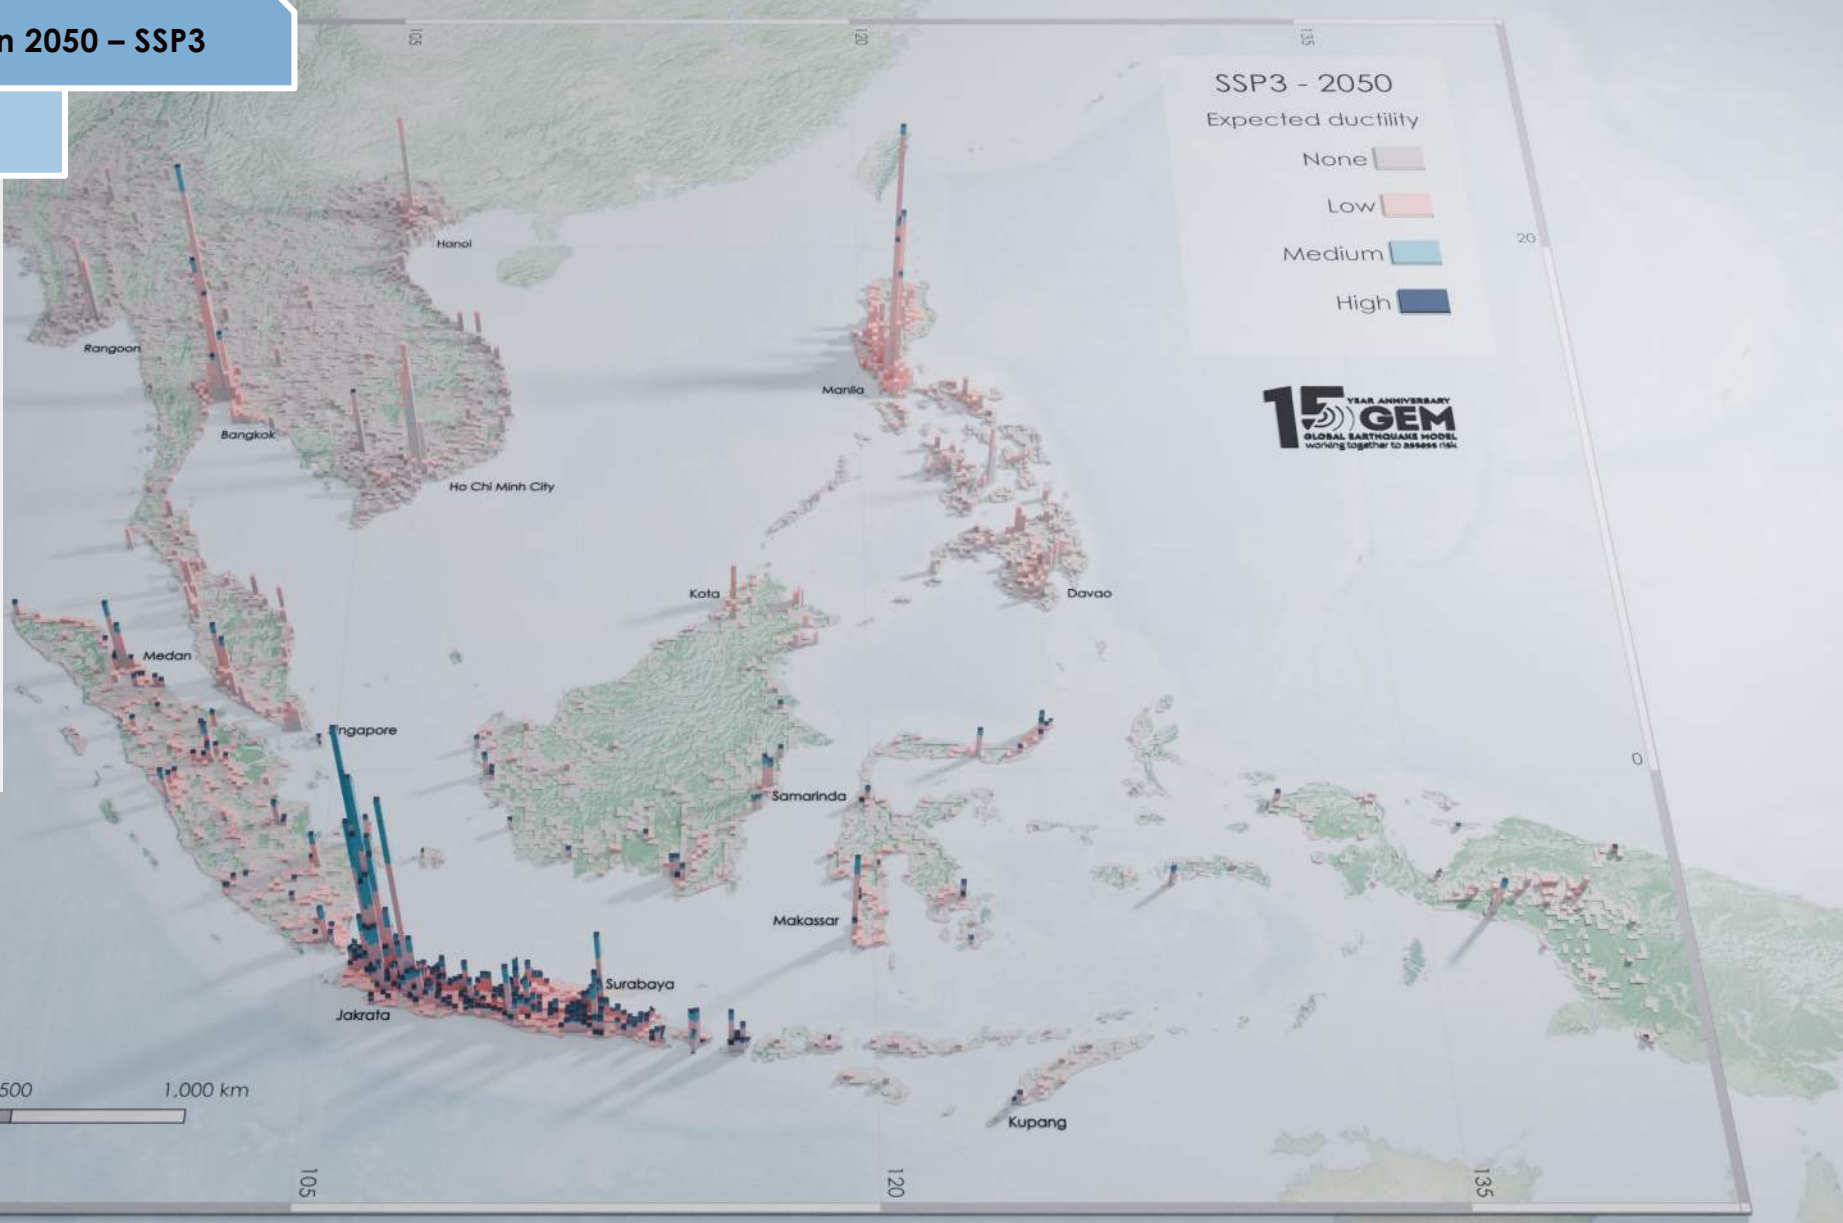 n 2050 – SSP3
105
120
135
SSP3 - 2050
Expected ductility
None
Low
Medium
High
20
Hanoi
Rangoon
Manila
YEAR ANNIVERSARY
15 GEM
GLOBAL EARTHQUAKE MODEL
working together to assess risk
Bangkok
Ho Chi Minh City
Kota
Davao
Medan
ingapore
0
Samarinda
Makassar
Surabaya
Jakrata
500
1,000 km
Kupang
105
120
135